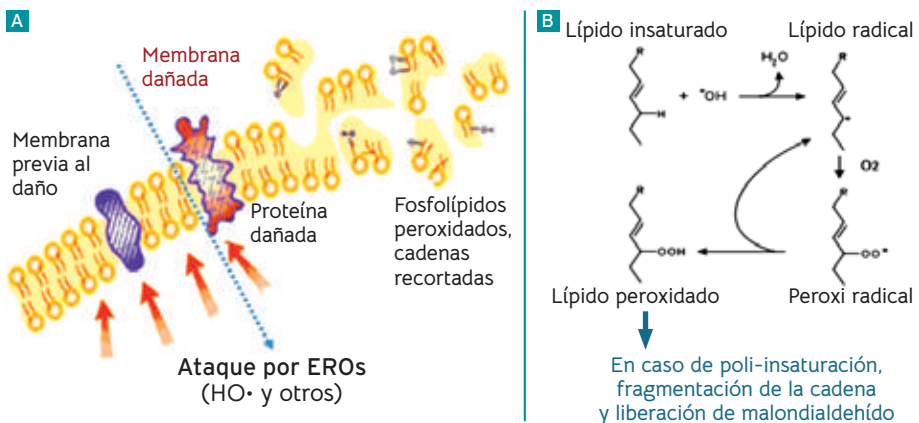 A
Membrana
dañada
Membrana
previa al
daño
Proteína
dañada
Fosfolípidos
peroxidados,
cadenas
recortadas
Ataque por EROs
(HO• y otros)
B
Lípido insaturado
Lípido radical
R
H
+ •OH
H2O
R
•
O2
R
OOH
R
OO•
Lípido peroxidado
Peroxi radical
En caso de poli-insaturación,
fragmentación de la cadena
y liberación de malondialdehído